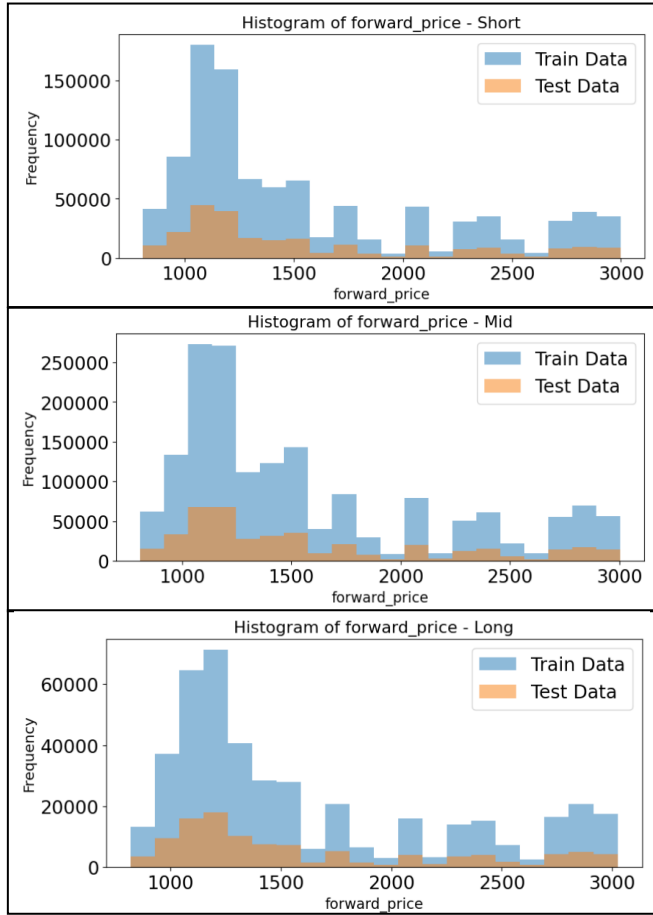 Histogram of forward_price - Short
Train Data
Test Data
150000
100000
50000
0
Frequency
1000 1500 2000 2500 3000
forward_price
Histogram of forward_price - Mid
Train Data
Test Data
250000
200000
150000
100000
50000
0
Frequency
1000 1500 2000 2500 3000
forward_price
Histogram of forward_price - Long
Train Data
Test Data
60000
40000
20000
0
Frequency
1000 1500 2000 2500 3000
forward_price